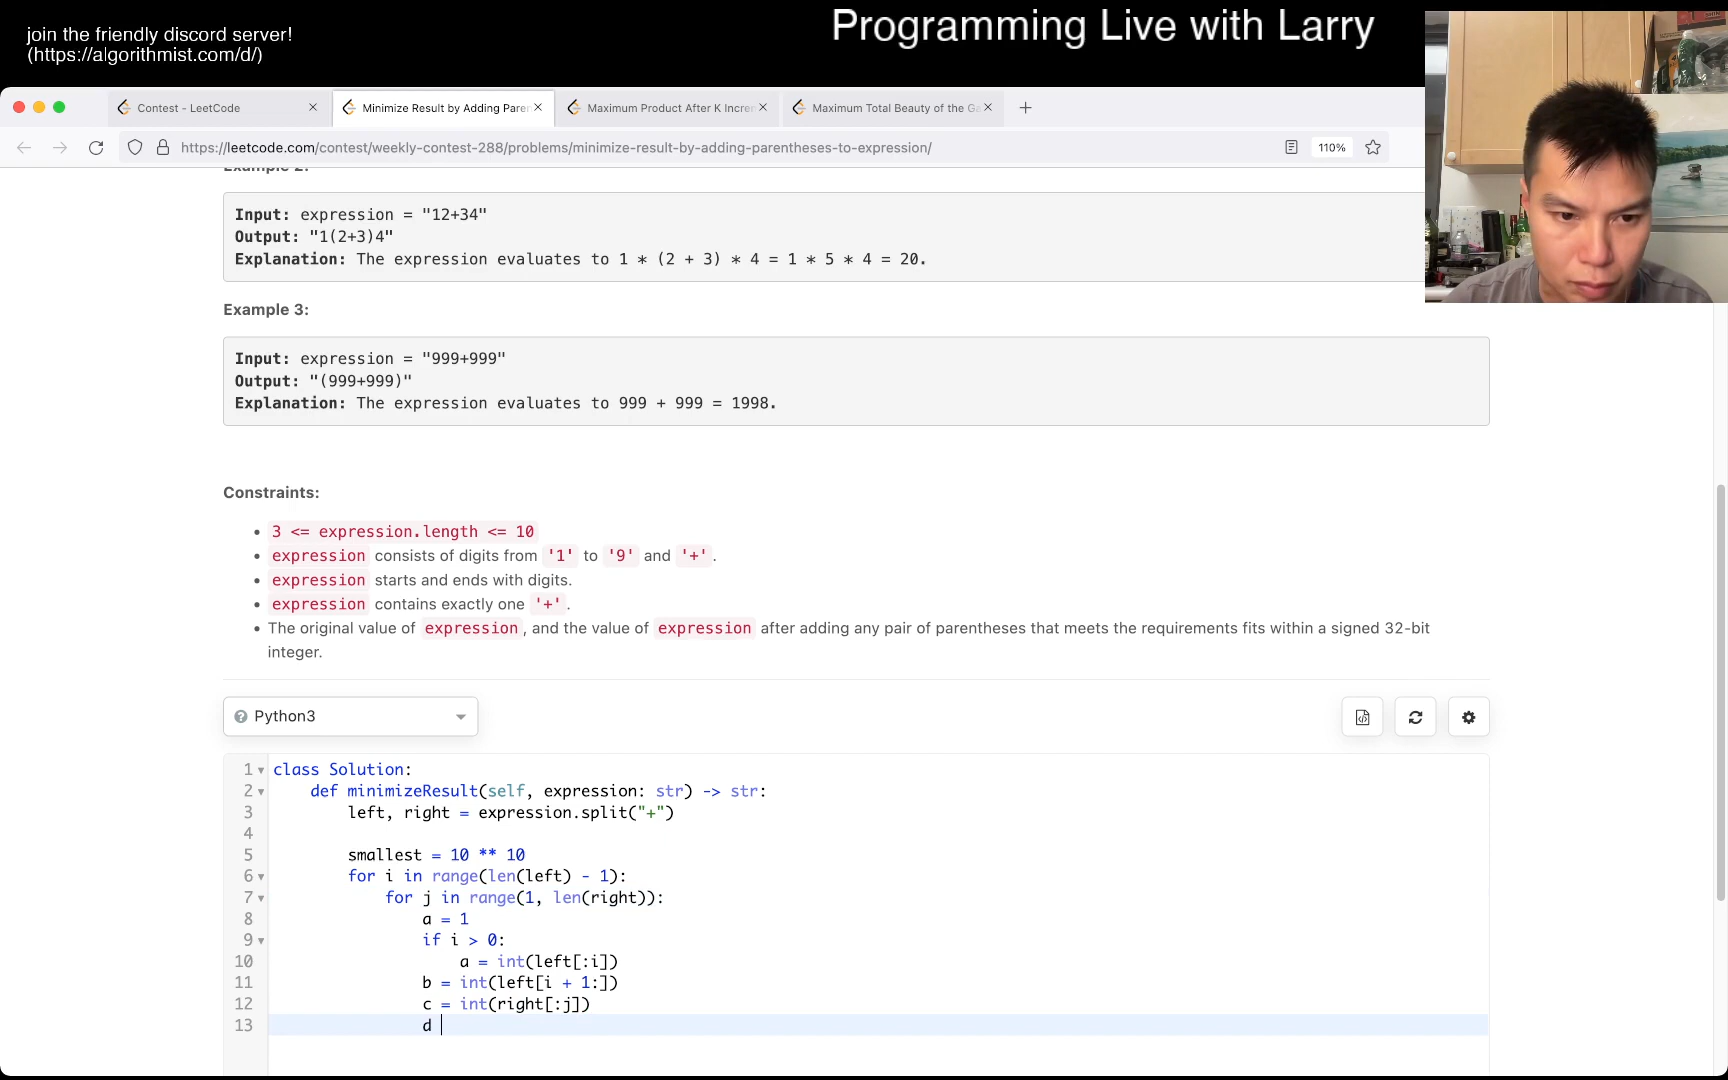 join the friendly discord server!
(https://algorithmist.com/d/)
Programming Live with Larry
Contest - LeetCode
Minimize Result by Adding Pare
Maximum Product After K Incre
Maximum Total Beauty of the Ga
https://leetcode.com/contest/weekly-contest-288/problems/minimize-result-by-adding-parentheses-to-expression/
110%
Example 2:
Input: expression = "12+34"
Output: "1(2+3)4"
Explanation: The expression evaluates to 1 * (2 + 3) * 4 = 1 * 5 * 4 = 20.
Example 3:
Input: expression = "999+999"
Output: "(999+999)"
Explanation: The expression evaluates to 999 + 999 = 1998.
Constraints:
• 3 <= expression.length <= 10
• expression consists of digits from '1' to '9' and '+'.
• expression starts and ends with digits.
• expression contains exactly one '+'.
• The original value of expression, and the value of expression after adding any pair of parentheses that meets the requirements fits within a signed 32-bit
integer.
Python3
1 class Solution:
2 def minimizeResult(self, expression: str) -> str:
3 left, right = expression.split("+")
4
5 smallest = 10 ** 10
6 for i in range(len(left) - 1):
7 for j in range(1, len(right)):
8 a = 1
9 if i > 0:
10 a = int(left[:i])
11 b = int(left[i + 1:])
12 c = int(right[:j])
13 d